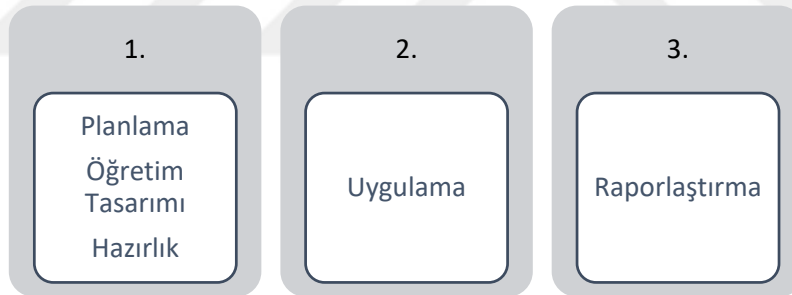 1.
Planlama
Öğretim
Tasarımı
Hazırlık
2.
Uygulama
3.
Raporlaştırma